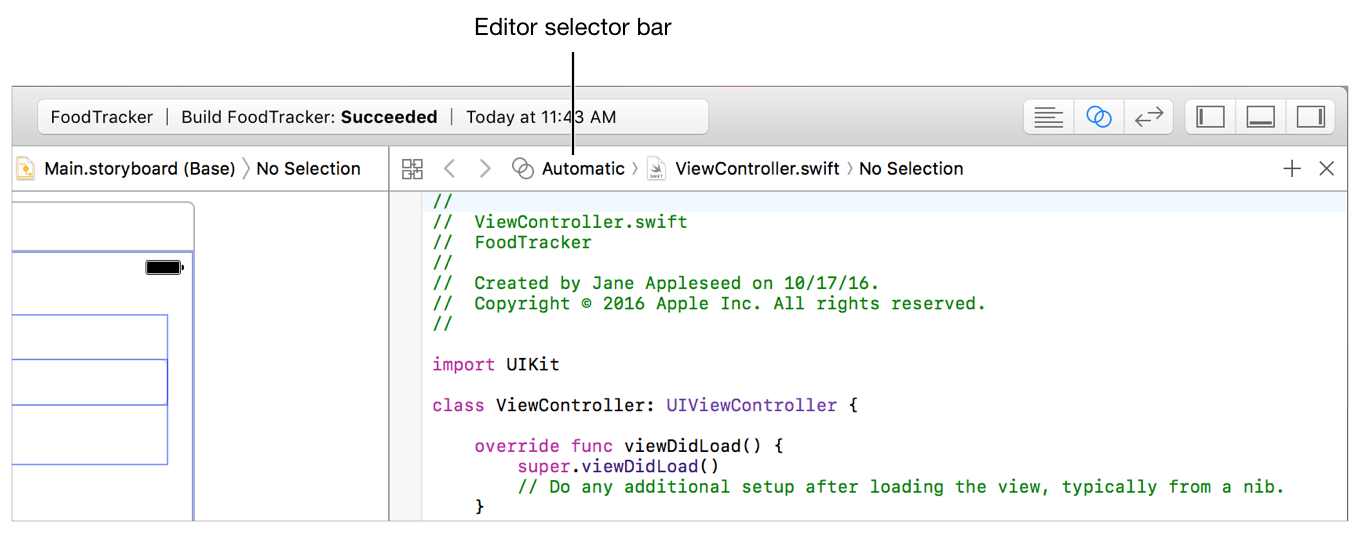 Editor selector bar
FoodTracker | Build FoodTracker: Succeeded | Today at 11:43 AM
Main.storyboard (Base) 〉No Selection
Automatic 〉 SWIFT ViewController.swift 〉No Selection
//
//  ViewController.swift
//  FoodTracker
//
//  Created by Jane Appleseed on 10/17/16.
//  Copyright © 2016 Apple Inc. All rights reserved.
//
import UIKit
class ViewController: UIViewController {
    override func viewDidLoad() {
        super.viewDidLoad()
        // Do any additional setup after loading the view, typically from a nib.
    }